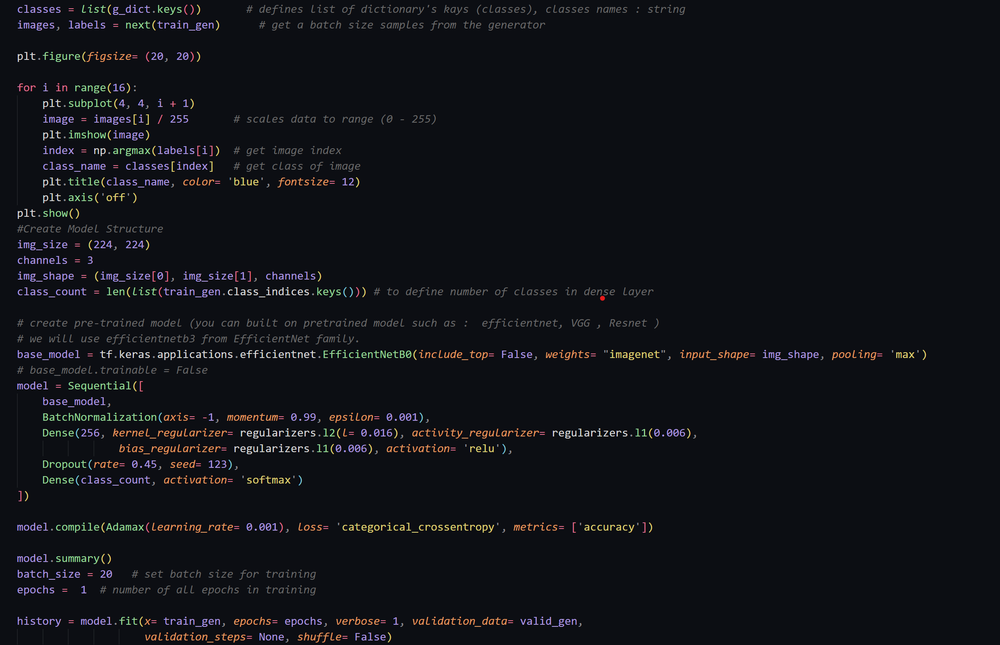 classes = list(g_dict.keys())       # defines list of dictionary's kays (classes), classes names : string
images, labels = next(train_gen)      # get a batch size samples from the generator
plt.figure(figsize= (20, 20))
for i in range(16):
    plt.subplot(4, 4, i + 1)
    image = images[i] / 255       # scales data to range (0 - 255)
    plt.imshow(image)
    index = np.argmax(labels[i])  # get image index
    class_name = classes[index]   # get class of image
    plt.title(class_name, color= 'blue', fontsize= 12)
    plt.axis('off')
plt.show()
#Create Model Structure
img_size = (224, 224)
channels = 3
img_shape = (img_size[0], img_size[1], channels)
class_count = len(list(train_gen.class_indices.keys())) # to define number of classes in dense layer
# create pre-trained model (you can built on pretrained model such as :  efficientnet, VGG , Resnet )
# we will use efficientnetb3 from EfficientNet family.
base_model = tf.keras.applications.efficientnet.EfficientNetB0(include_top= False, weights= "imagenet", input_shape= img_shape, pooling= 'max')
# base_model.trainable = False
model = Sequential([
    base_model,
    BatchNormalization(axis= -1, momentum= 0.99, epsilon= 0.001),
    Dense(256, kernel_regularizer= regularizers.l2(l= 0.016), activity_regularizer= regularizers.l1(0.006),
                bias_regularizer= regularizers.l1(0.006), activation= 'relu'),
    Dropout(rate= 0.45, seed= 123),
    Dense(class_count, activation= 'softmax')
])
model.compile(Adamax(learning_rate= 0.001), loss= 'categorical_crossentropy', metrics= ['accuracy'])
model.summary()
batch_size = 20   # set batch size for training
epochs =  1  # number of all epochs in training
history = model.fit(x= train_gen, epochs= epochs, verbose= 1, validation_data= valid_gen,
                    validation_steps= None, shuffle= False)